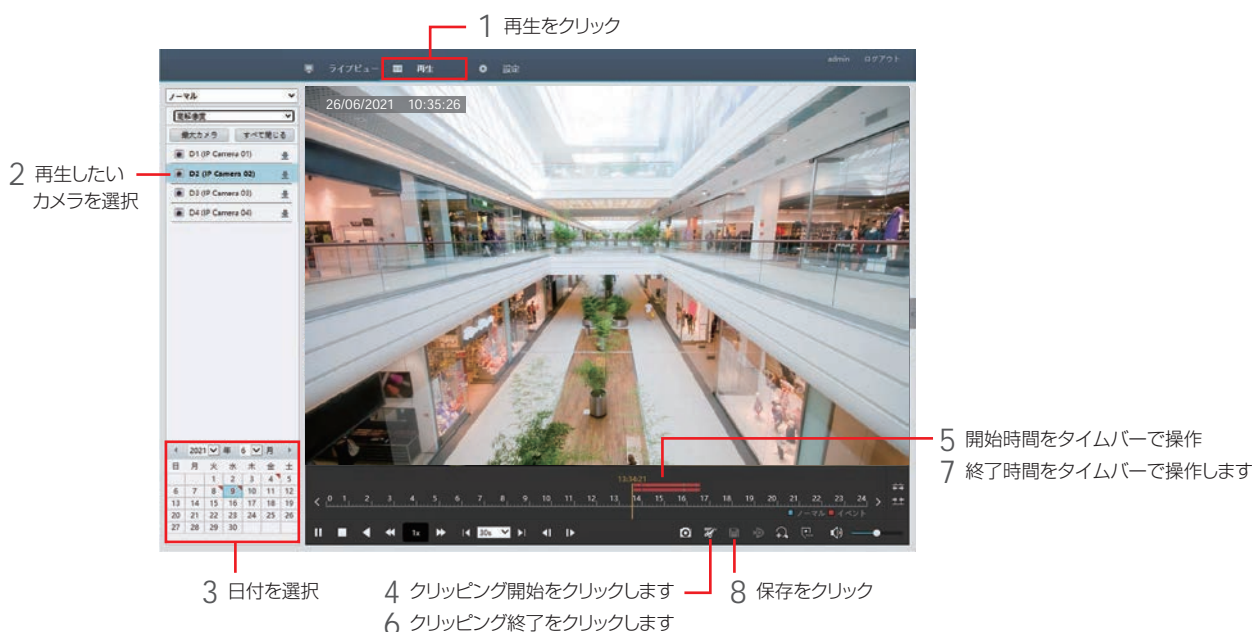 1 再生をクリック
admin ログアウト
ライブビュー 再生 設定
ノーマル
26/06/2021 10:35:26
最大カメラ すべて閉じる
D1 (IP Camera 01)
D2 (IP Camera 02)
D3 (IP Camera 03)
D4 (IP Camera 04)
2 再生したい
カメラを選択
5 開始時間をタイムバーで操作
7 終了時間をタイムバーで操作します
2021 年 6 月
日 月 火 水 木 金 土
1 2 3 4 5
6 7 8 9 10 11 12
13 14 15 16 17 18 19
20 21 22 23 24 25 26
27 28 29 30
13:34:21
0 1 2 3 4 5 6 7 8 9 10 11 12 13 14 15 16 17 18 19 20 21 22 23 24
ノーマル イベント
1x 30s
3 日付を選択
4 クリッピング開始をクリックします
8 保存をクリック
6 クリッピング終了をクリックします